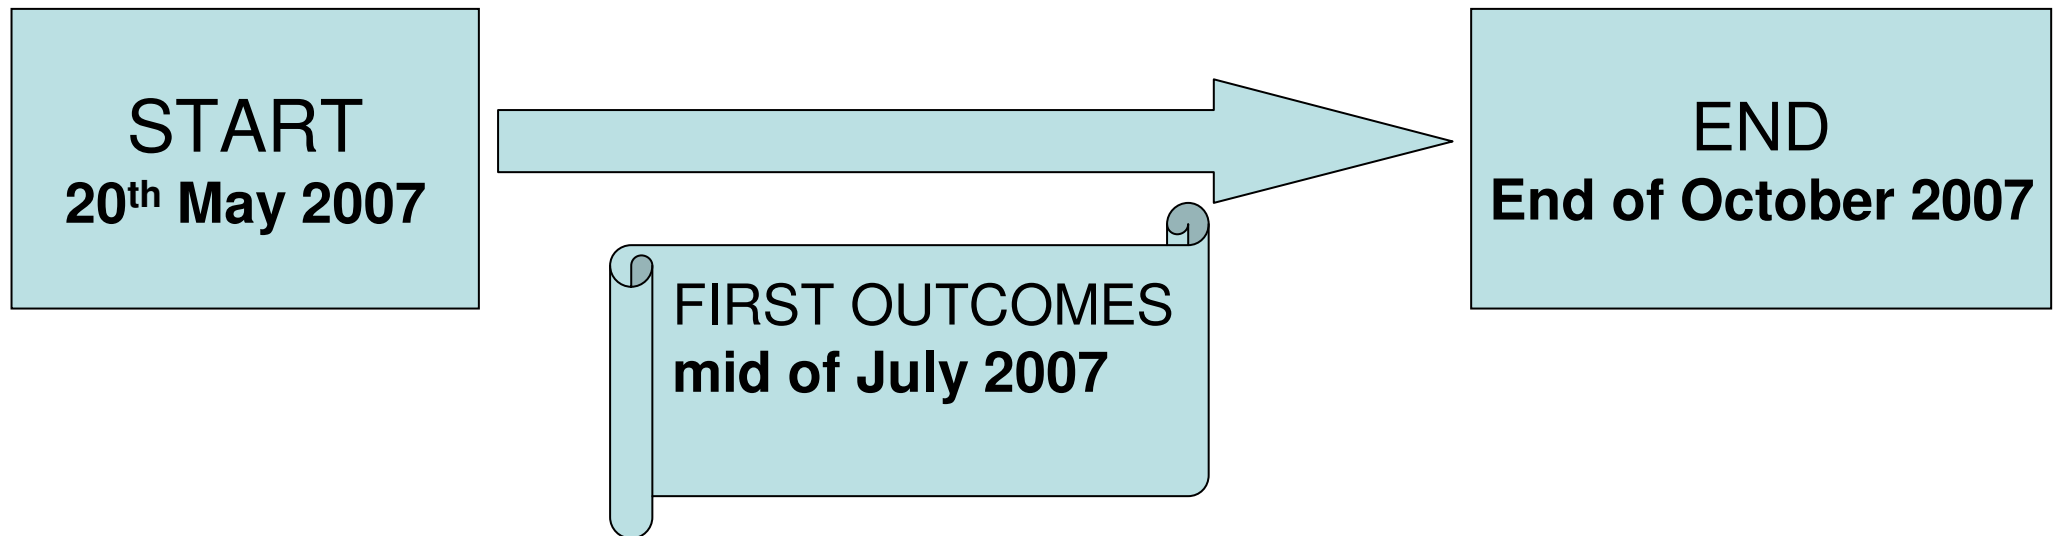 START
20th May 2007
FIRST OUTCOMES
mid of July 2007
END
End of October 2007